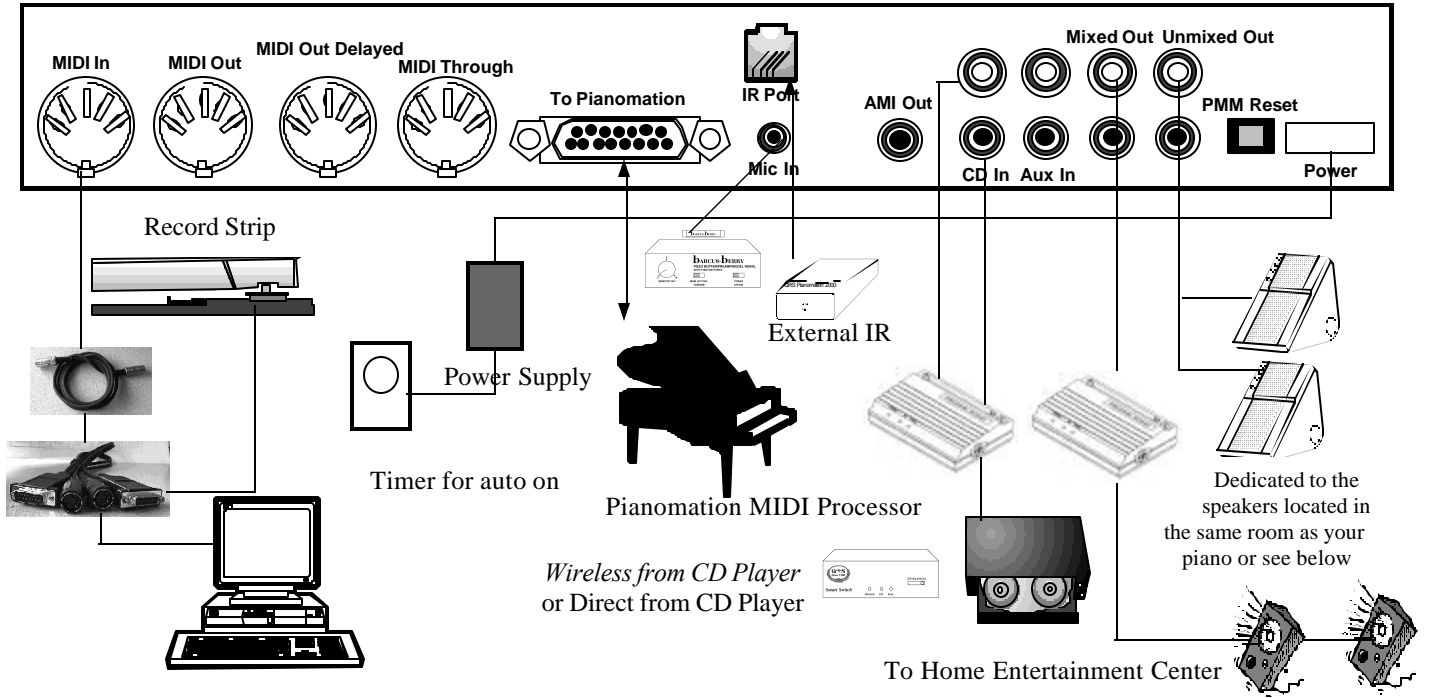 MIDI In
MIDI Out
MIDI Out Delayed
MIDI Through
To Pianomation
IR Port
Mic In
AMI Out
CD In
Aux In
Mixed Out
Unmixed Out
PMM Reset
Power
Record Strip
Power Supply
Timer for auto on
External IR
Pianomation MIDI Processor
Wireless from CD Player
or Direct from CD Player
Smart Switch
Dedicated to the
speakers located in
the same room as your
piano or see below
To Home Entertainment Center